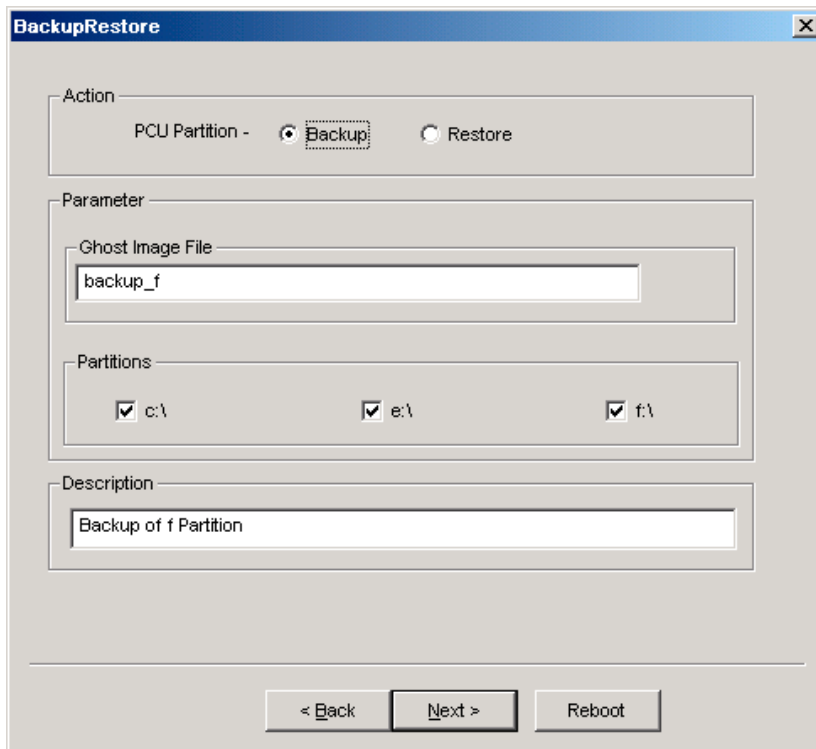 BackupRestore
Action
PCU Partition - Backup Restore
Parameter
Ghost Image File
backup_f
Partitions
c:\ e:\ f:\
Description
Backup of f Partition
< Back Next > Reboot